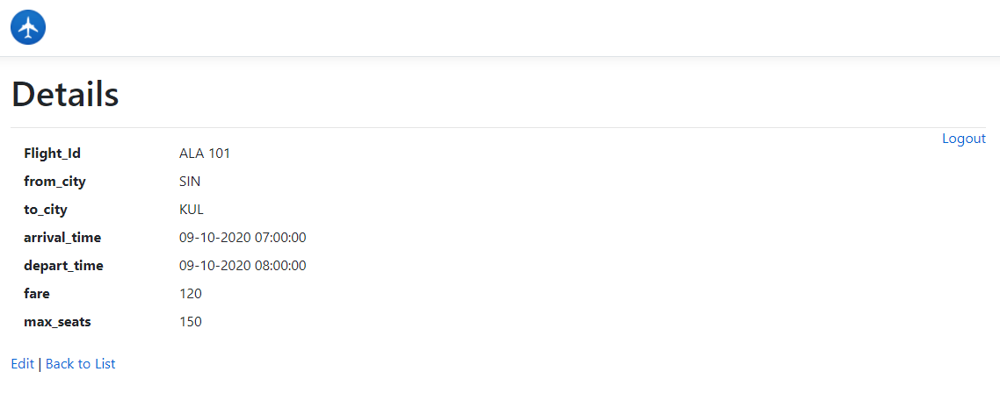 Details
Logout
Flight_Id ALA 101
from_city SIN
to_city KUL
arrival_time 09-10-2020 07:00:00
depart_time 09-10-2020 08:00:00
fare 120
max_seats 150
Edit | Back to List